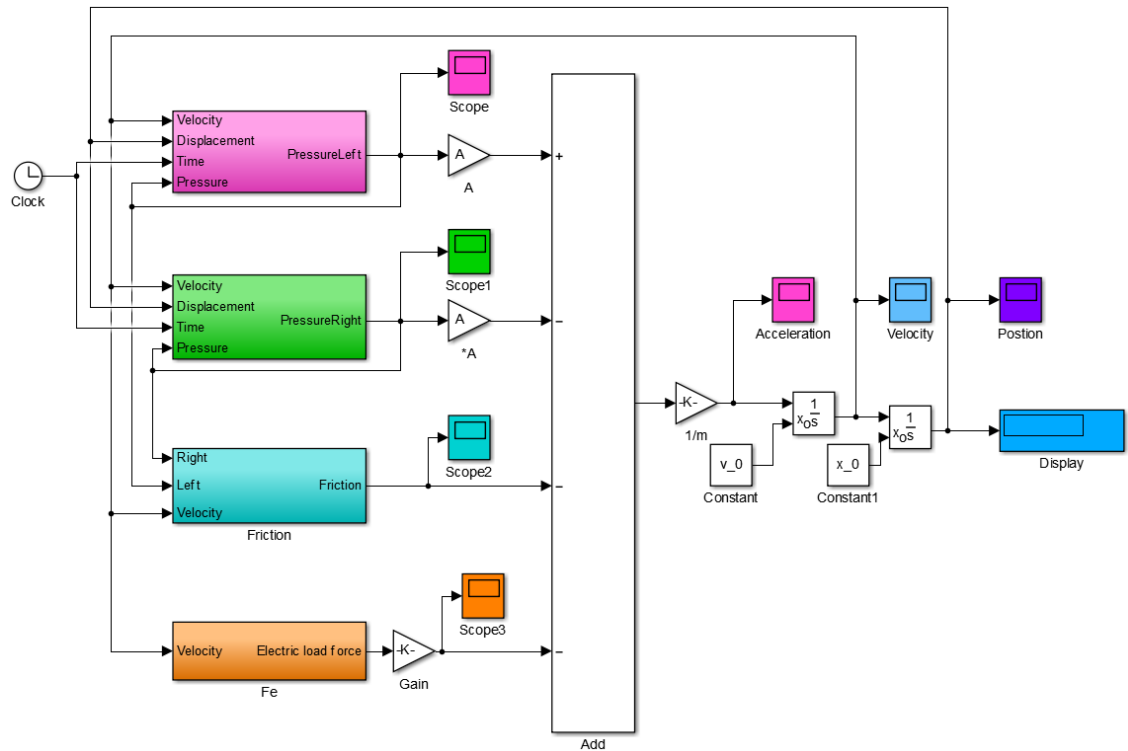 Scope
Velocity
Displacement
Time
Pressure
PressureLeft
A
A
+
Clock
Scope1
Velocity
Displacement
Time
Pressure
PressureRight
A
*A
−
Acceleration
Velocity
Postion
-K-
1/m
1
x₀ s
1
x₀ s
v_0
Constant
x_0
Constant1
Display
Scope2
Right
Left
Velocity
Friction
Friction
−
Scope3
Velocity
Electric load force
Fe
-K-
Gain
−
Add